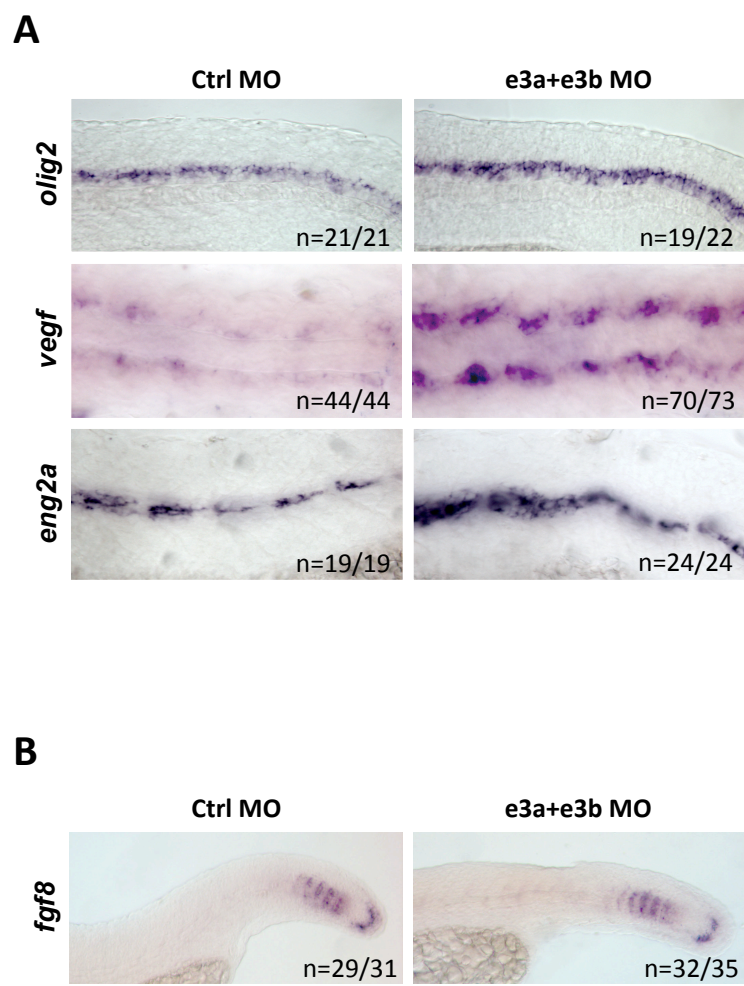 A
Ctrl MO e3a+e3b MO
olig2
n=21/21 n=19/22
vegf
n=44/44 n=70/73
eng2a
n=19/19 n=24/24
B
Ctrl MO e3a+e3b MO
fgf8
n=29/31 n=32/35